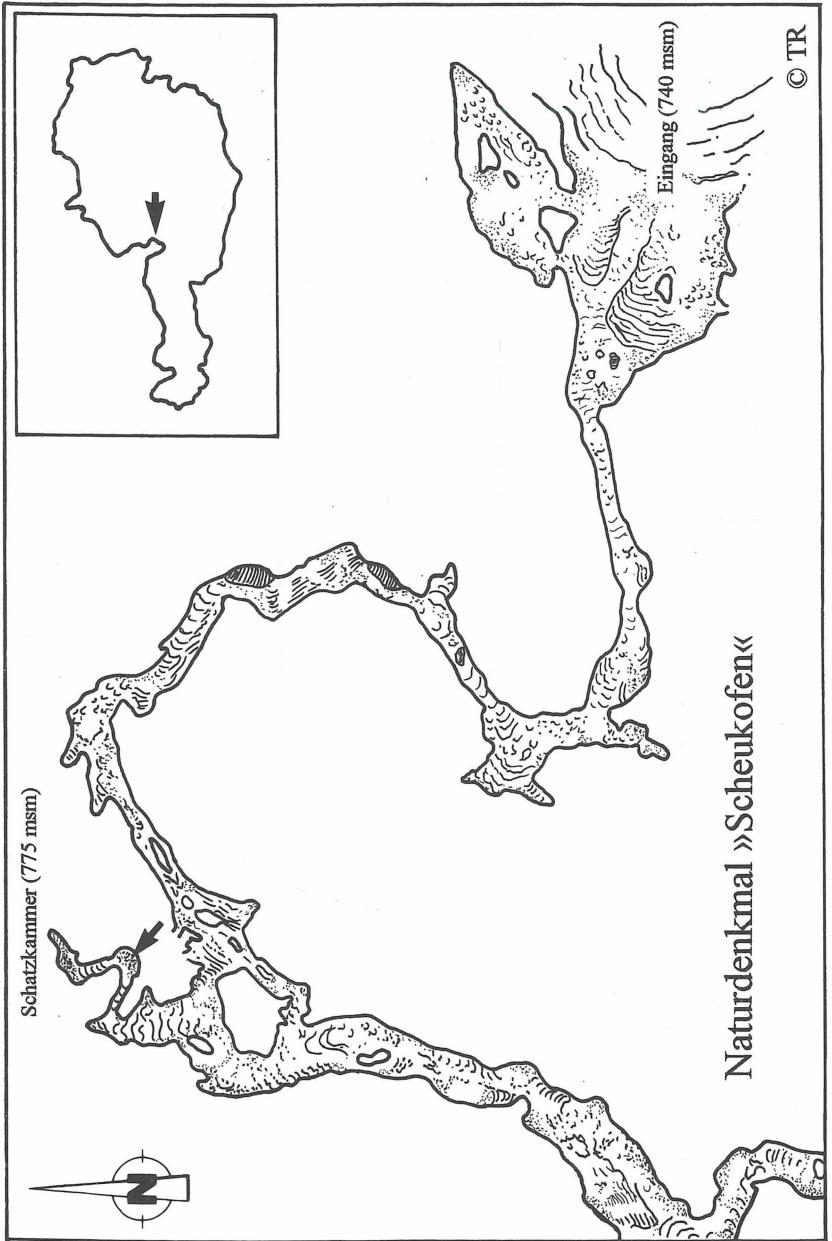 Schatzkammer (775 msm)
Eingang (740 msm)
N
Naturdenkmal »Scheukofen«
© TR